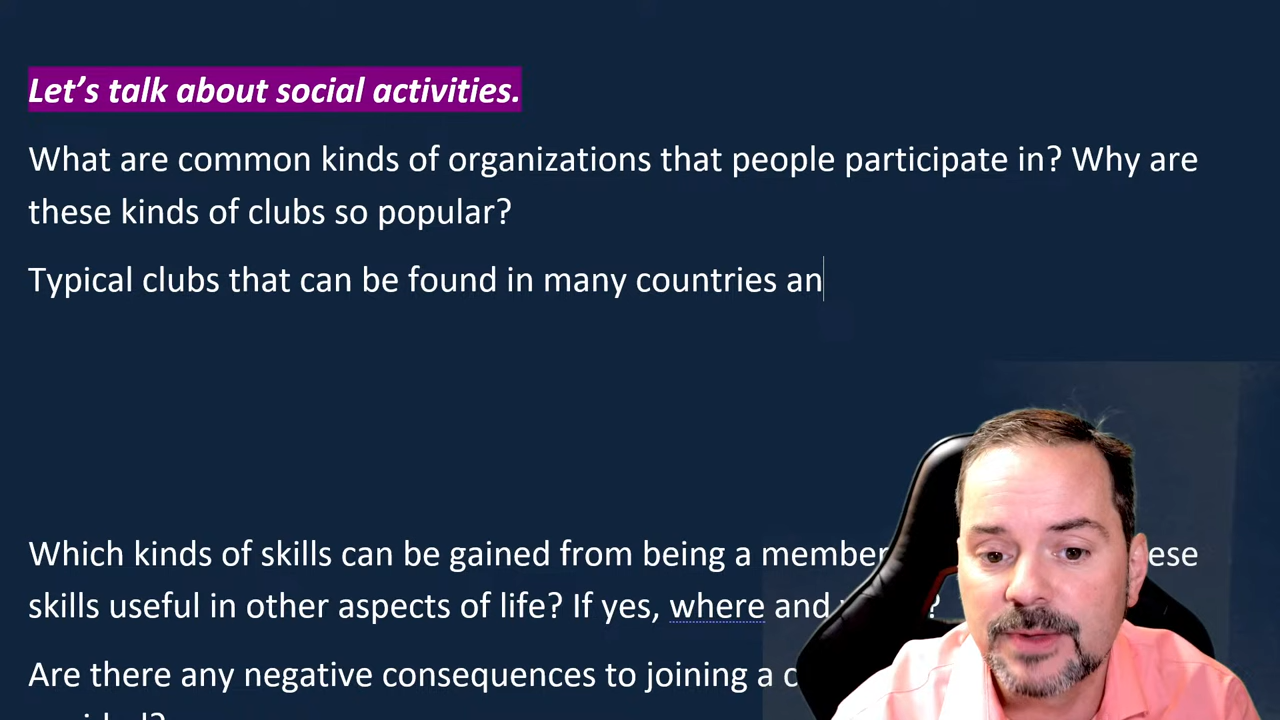 Let’s talk about social activities.
What are common kinds of organizations that people participate in? Why are
these kinds of clubs so popular?
Typical clubs that can be found in many countries an
Which kinds of skills can be gained from being a member
ese
skills useful in other aspects of life? If yes, where and
?
Are there any negative consequences to joining a